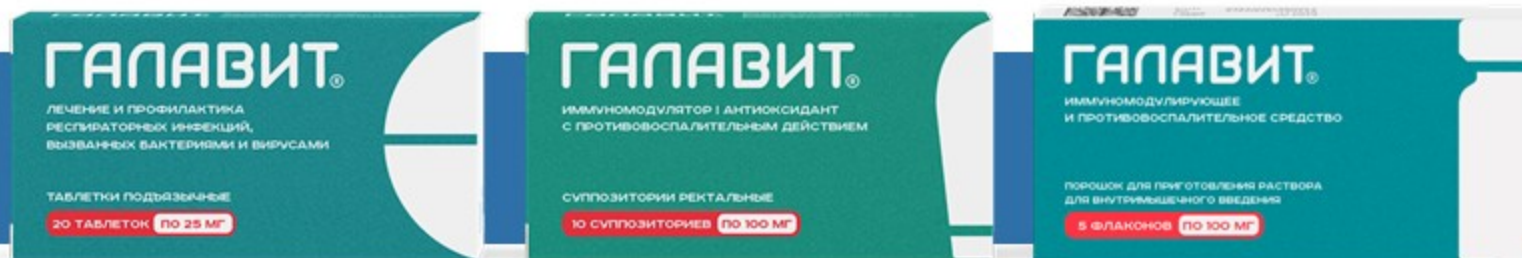 ГАЛАВИТ®
ЛЕЧЕНИЕ И ПРОФИЛАКТИКА
РЕСПИРАТОРНЫХ ИНФЕКЦИЙ,
ВЫЗВАННЫХ БАКТЕРИЯМИ И ВИРУСАМИ
ТАБЛЕТКИ ПОДЪЯЗЫЧНЫЕ
20 ТАБЛЕТОК ПО 25 МГ
ГАЛАВИТ®
ИММУНОМОДУЛЯТОР | АНТИОКСИДАНТ
С ПРОТИВОВОСПАЛИТЕЛЬНЫМ ДЕЙСТВИЕМ
СУППОЗИТОРИИ РЕКТАЛЬНЫЕ
10 СУППОЗИТОРИЕВ ПО 100 МГ
ГАЛАВИТ®
ИММУНОМОДУЛИРУЮЩЕЕ
И ПРОТИВОВОСПАЛИТЕЛЬНОЕ СРЕДСТВО
ПОРОШОК ДЛЯ ПРИГОТОВЛЕНИЯ РАСТВОРА
ДЛЯ ВНУТРИМЫШЕЧНОГО ВВЕДЕНИЯ
5 ФЛАКОНОВ ПО 100 МГ